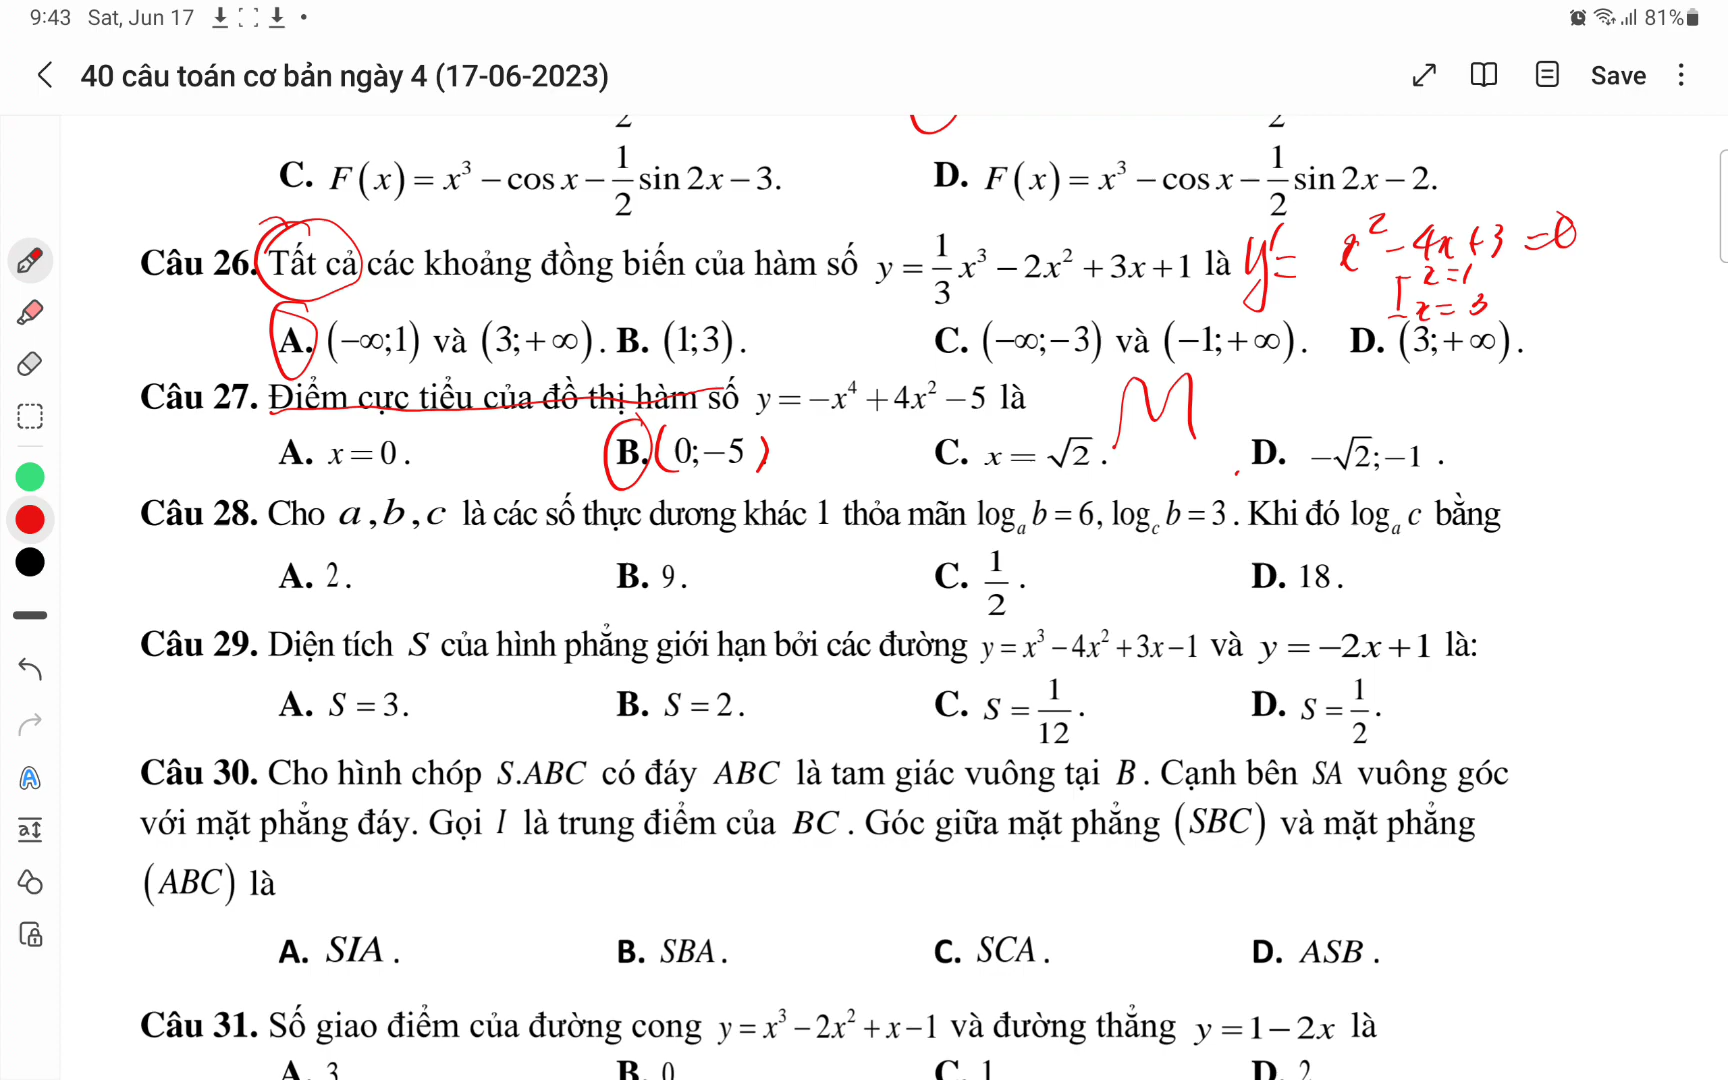 9:43 Sat, Jun 17 81%
40 câu toán cơ bản ngày 4 (17-06-2023) Save
C. F(x) = x³ − cos x − 1/2 sin 2x − 3. D. F(x) = x³ − cos x − 1/2 sin 2x − 2.
Câu 26. Tất cả các khoảng đồng biến của hàm số y = 1/3 x³ − 2x² + 3x + 1 là y' = x² − 4x + 3 = 0
x = 1
x = 3
A. (−∞;1) và (3;+∞). B. (1;3). C. (−∞;−3) và (−1;+∞). D. (3;+∞).
Câu 27. Điểm cực tiểu của đồ thị hàm số y = −x⁴ + 4x² − 5 là
A. x = 0. B. (0;−5) C. x = √2. D. −√2;−1 .
Câu 28. Cho a, b, c là các số thực dương khác 1 thỏa mãn logₐ b = 6, log_c b = 3. Khi đó logₐ c bằng
A. 2. B. 9. C. 1/2. D. 18.
Câu 29. Diện tích S của hình phẳng giới hạn bởi các đường y = x³ − 4x² + 3x − 1 và y = −2x + 1 là:
A. S = 3. B. S = 2. C. S = 1/12. D. S = 1/2.
Câu 30. Cho hình chóp S.ABC có đáy ABC là tam giác vuông tại B. Cạnh bên SA vuông góc
với mặt phẳng đáy. Gọi I là trung điểm của BC. Góc giữa mặt phẳng (SBC) và mặt phẳng
(ABC) là
A. SIA. B. SBA. C. SCA. D. ASB.
Câu 31. Số giao điểm của đường cong y = x³ − 2x² + x − 1 và đường thẳng y = 1 − 2x là
A. 3 B. 0 C. 1 D. 2